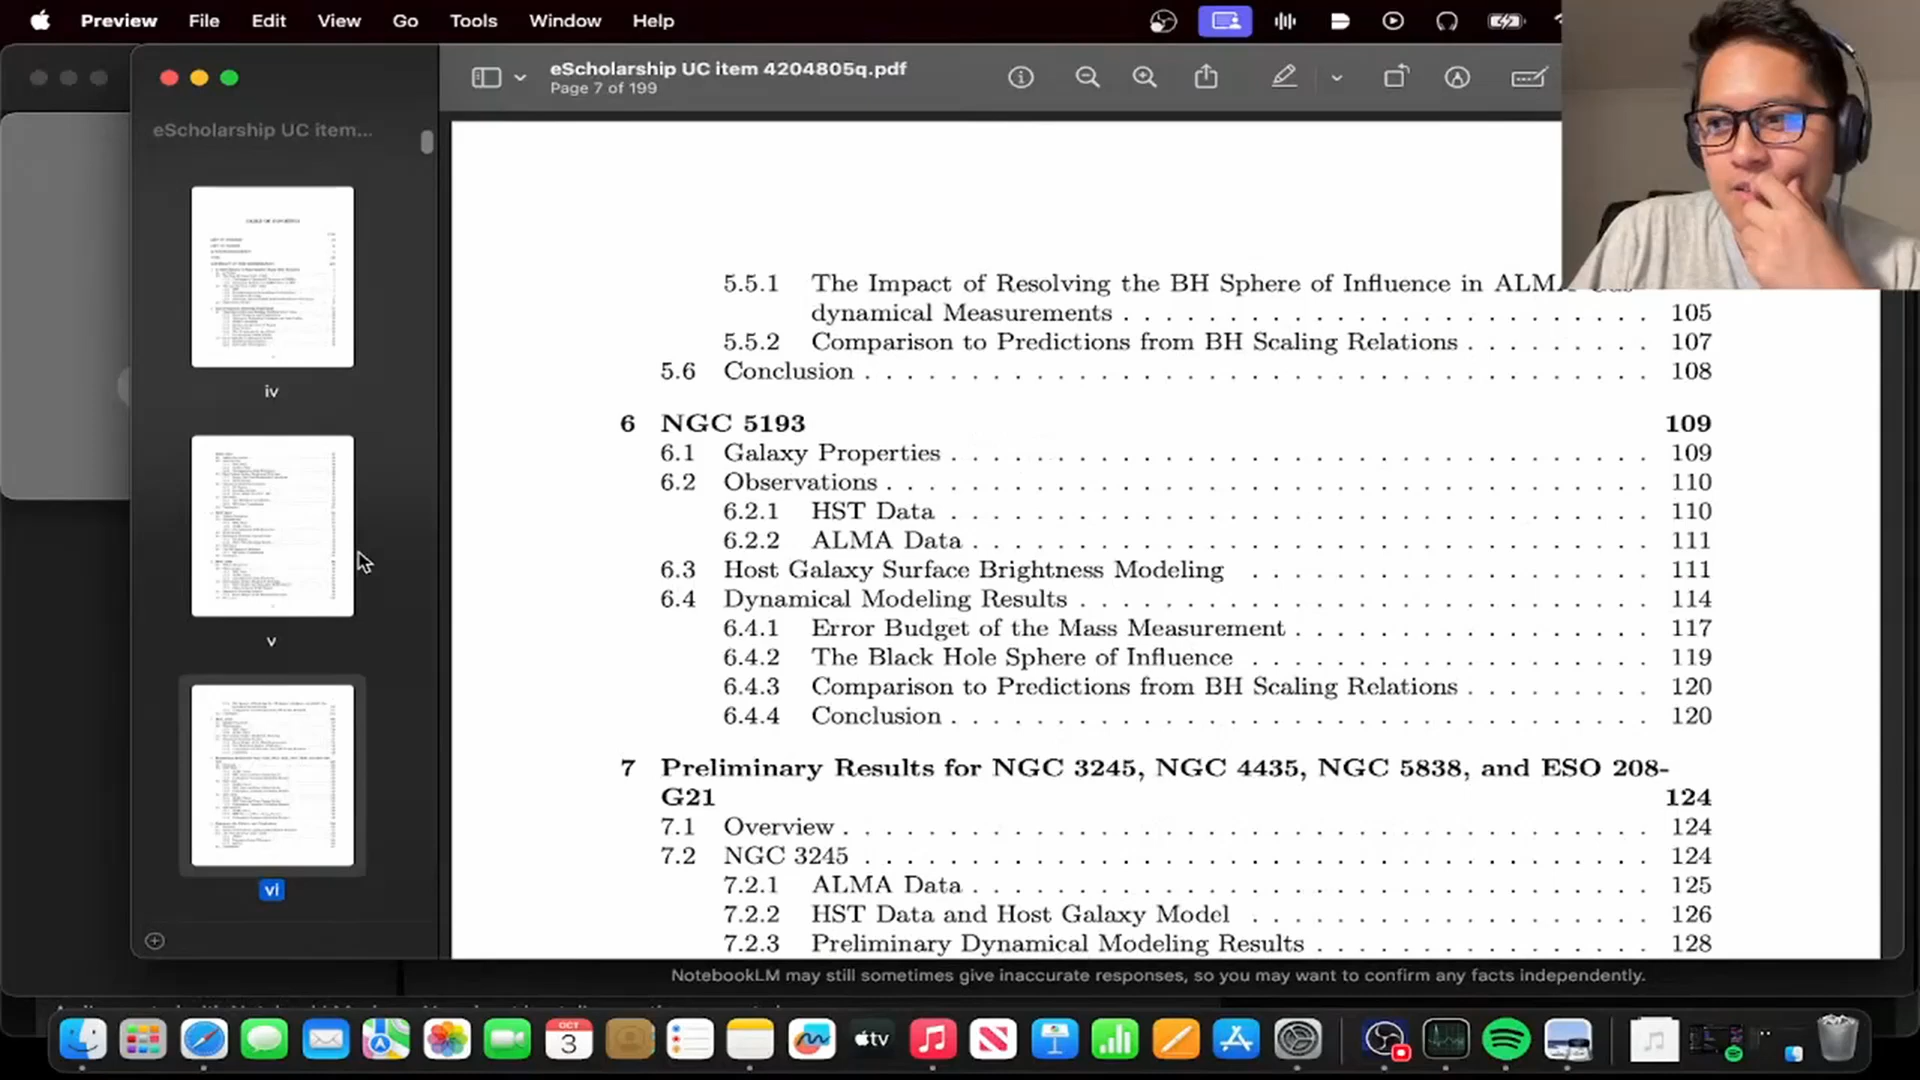 Preview File Edit View Go Tools Window Help
eScholarship UC item 4204805q.pdf
Page 7 of 199
eScholarship UC item...
iv
v
vi
5.5.1 The Impact of Resolving the BH Sphere of Influence in ALMA
dynamical Measurements . . . . . . . . . . . . . . . . . . . . . . . . 105
5.5.2 Comparison to Predictions from BH Scaling Relations . . . . . . . . . 107
5.6 Conclusion . . . . . . . . . . . . . . . . . . . . . . . . . . . . . . . . . 108
6 NGC 5193 109
6.1 Galaxy Properties . . . . . . . . . . . . . . . . . . . . . . . . . . . . . 109
6.2 Observations . . . . . . . . . . . . . . . . . . . . . . . . . . . . . . . . 110
6.2.1 HST Data . . . . . . . . . . . . . . . . . . . . . . . . . . . . . . 110
6.2.2 ALMA Data . . . . . . . . . . . . . . . . . . . . . . . . . . . . . 111
6.3 Host Galaxy Surface Brightness Modeling . . . . . . . . . . . . . . . . . 111
6.4 Dynamical Modeling Results . . . . . . . . . . . . . . . . . . . . . . . . 114
6.4.1 Error Budget of the Mass Measurement . . . . . . . . . . . . . . . 117
6.4.2 The Black Hole Sphere of Influence . . . . . . . . . . . . . . . . . 119
6.4.3 Comparison to Predictions from BH Scaling Relations . . . . . . . . . 120
6.4.4 Conclusion . . . . . . . . . . . . . . . . . . . . . . . . . . . . . 120
7 Preliminary Results for NGC 3245, NGC 4435, NGC 5838, and ESO 208-
G21 124
7.1 Overview . . . . . . . . . . . . . . . . . . . . . . . . . . . . . . . . . . 124
7.2 NGC 3245 . . . . . . . . . . . . . . . . . . . . . . . . . . . . . . . . . 124
7.2.1 ALMA Data . . . . . . . . . . . . . . . . . . . . . . . . . . . . . 125
7.2.2 HST Data and Host Galaxy Model . . . . . . . . . . . . . . . . . . 126
7.2.3 Preliminary Dynamical Modeling Results . . . . . . . . . . . . . . 128
NotebookLM may still sometimes give inaccurate responses, so you may want to confirm any facts independently.
OCT
3
tv